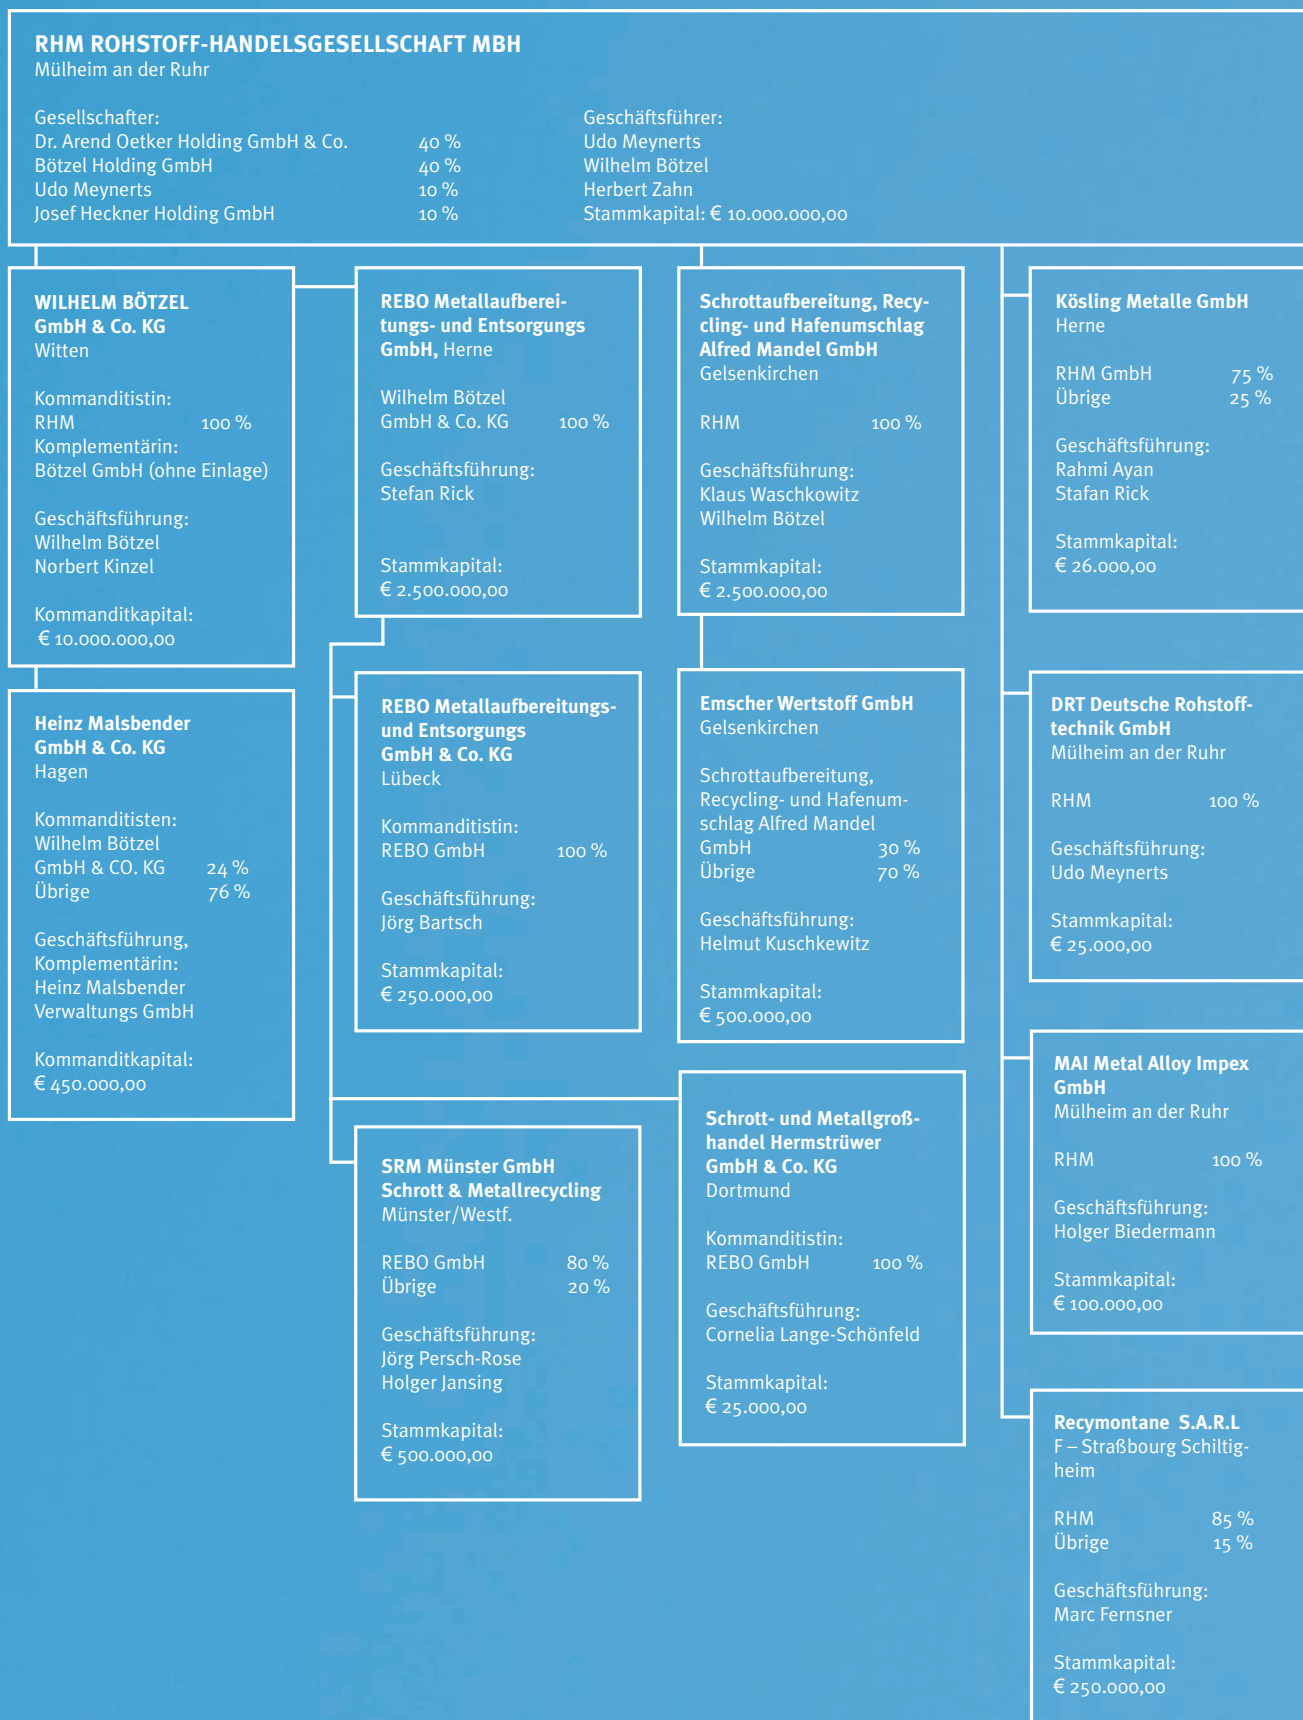 RHM ROHSTOFF-HANDELSGESELLSCHAFT MBH
Mülheim an der Ruhr
Gesellschafter:
Dr. Arend Oetker Holding GmbH & Co. 40 %
Bötzel Holding GmbH 40 %
Udo Meynerts 10 %
Josef Heckner Holding GmbH 10 %
Geschäftsführer:
Udo Meynerts
Wilhelm Bötzel
Herbert Zahn
Stammkapital: € 10.000.000,00
WILHELM BÖTZEL
GmbH & Co. KG
Witten
Kommanditistin:
RHM 100 %
Komplementärin:
Bötzel GmbH (ohne Einlage)
Geschäftsführung:
Wilhelm Bötzel
Norbert Kinzel
Kommanditkapital:
€ 10.000.000,00
REBO Metallaufberei-
tungs- und Entsorgungs
GmbH, Herne
Wilhelm Bötzel
GmbH & Co. KG 100 %
Geschäftsführung:
Stefan Rick
Stammkapital:
€ 2.500.000,00
Schrottaufbereitung, Recy-
cling- und Hafenumschlag
Alfred Mandel GmbH
Gelsenkirchen
RHM 100 %
Geschäftsführung:
Klaus Waschkowitz
Wilhelm Bötzel
Stammkapital:
€ 2.500.000,00
Kösling Metalle GmbH
Herne
RHM GmbH 75 %
Übrige 25 %
Geschäftsführung:
Rahmi Ayan
Stafan Rick
Stammkapital:
€ 26.000,00
Heinz Malsbender
GmbH & Co. KG
Hagen
Kommanditisten:
Wilhelm Bötzel
GmbH & CO. KG 24 %
Übrige 76 %
Geschäftsführung,
Komplementärin:
Heinz Malsbender
Verwaltungs GmbH
Kommanditkapital:
€ 450.000,00
REBO Metallaufbereitungs-
und Entsorgungs
GmbH & Co. KG
Lübeck
Kommanditistin:
REBO GmbH 100 %
Geschäftsführung:
Jörg Bartsch
Stammkapital:
€ 250.000,00
Emscher Wertstoff GmbH
Gelsenkirchen
Schrottaufbereitung,
Recycling- und Hafenum-
schlag Alfred Mandel
GmbH 30 %
Übrige 70 %
Geschäftsführung:
Helmut Kuschkewitz
Stammkapital:
€ 500.000,00
DRT Deutsche Rohstoff-
technik GmbH
Mülheim an der Ruhr
RHM 100 %
Geschäftsführung:
Udo Meynerts
Stammkapital:
€ 25.000,00
SRM Münster GmbH
Schrott & Metallrecycling
Münster/Westf.
REBO GmbH 80 %
Übrige 20 %
Geschäftsführung:
Jörg Persch-Rose
Holger Jansing
Stammkapital:
€ 500.000,00
Schrott- und Metallgroß-
handel Hermstrüwer
GmbH & Co. KG
Dortmund
Kommanditistin:
REBO GmbH 100 %
Geschäftsführung:
Cornelia Lange-Schönfeld
Stammkapital:
€ 25.000,00
MAI Metal Alloy Impex
GmbH
Mülheim an der Ruhr
RHM 100 %
Geschäftsführung:
Holger Biedermann
Stammkapital:
€ 100.000,00
Recymontane S.A.R.L
F – Straßbourg Schiltig-
heim
RHM 85 %
Übrige 15 %
Geschäftsführung:
Marc Fernsner
Stammkapital:
€ 250.000,00